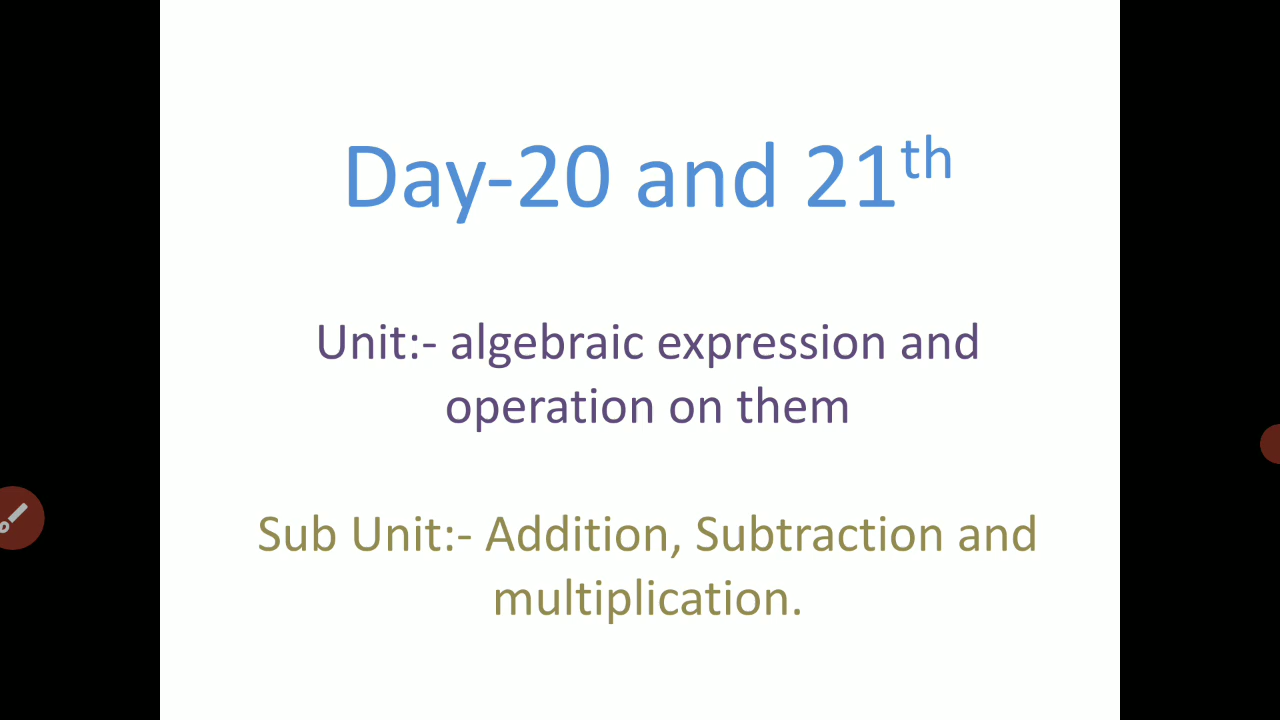 Day-20 and 21th
Unit:- algebraic expression and
operation on them
Sub Unit:- Addition, Subtraction and
multiplication.